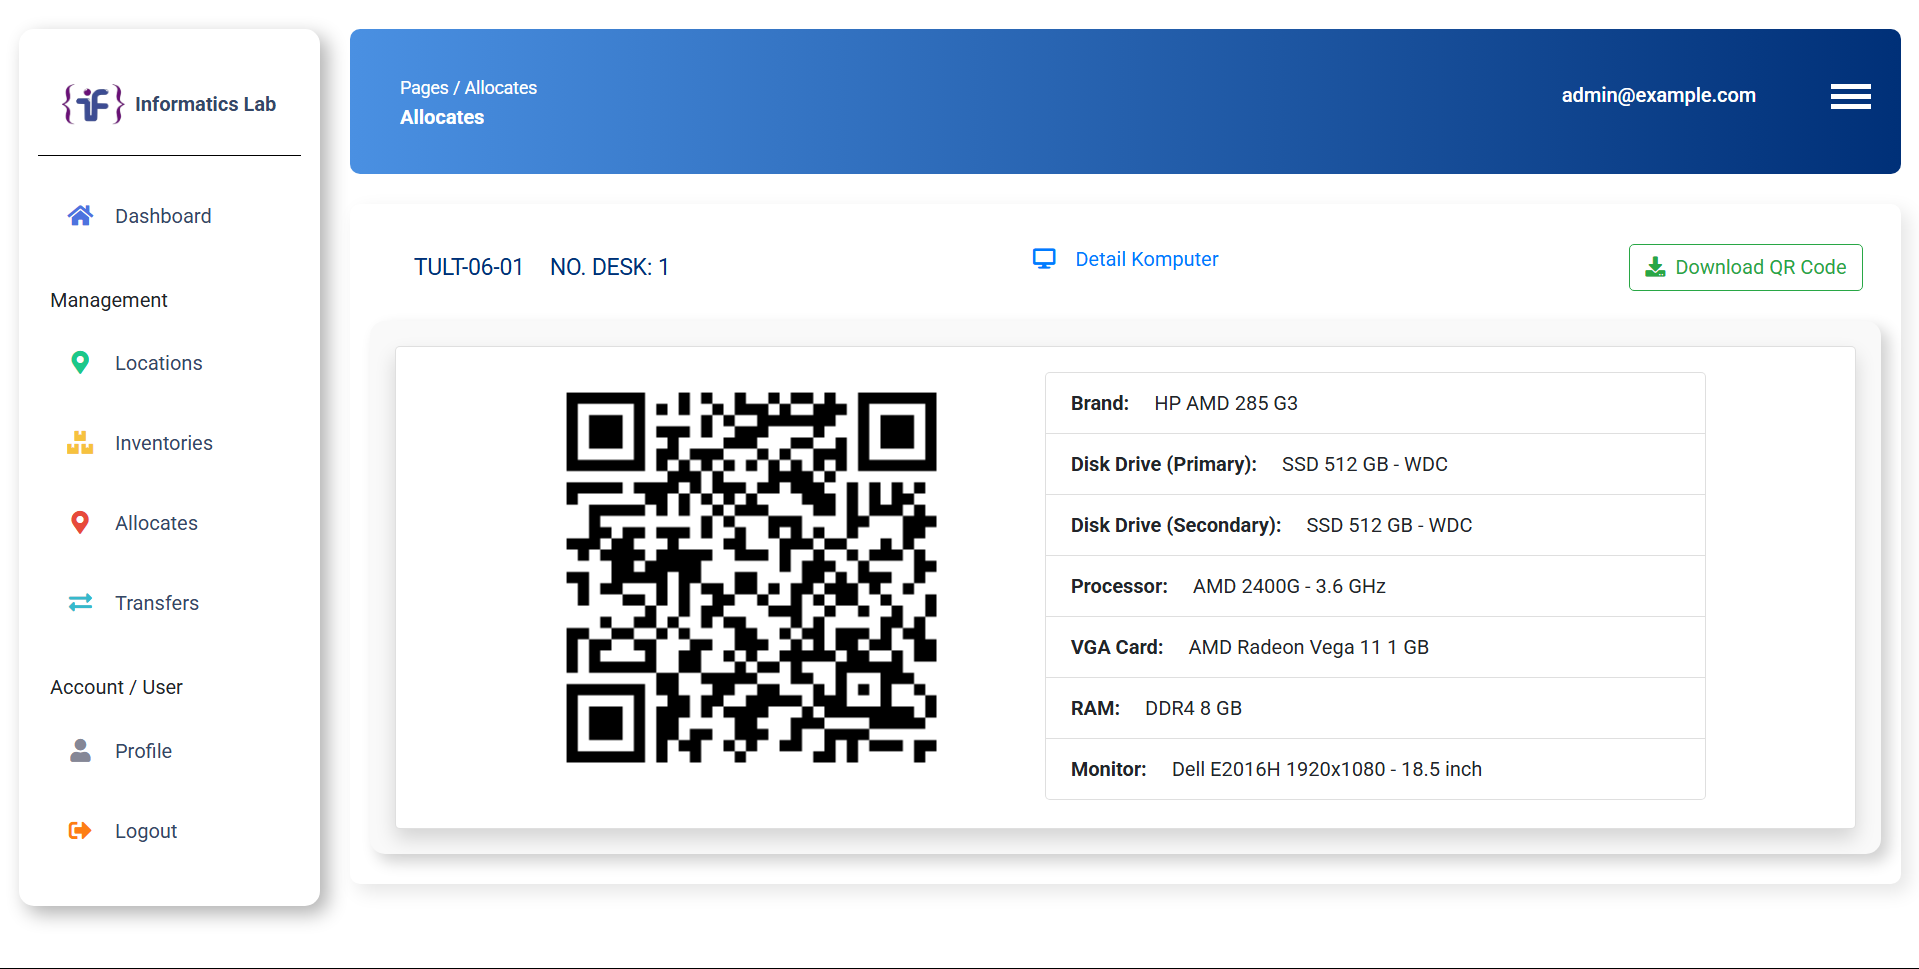 {if} Informatics Lab
Dashboard
Management
Locations
Inventories
Allocates
Transfers
Account / User
Profile
Logout
Pages / Allocates
Allocates
admin@example.com
TULT-06-01 NO. DESK: 1
Detail Komputer
Download QR Code
Brand: HP AMD 285 G3
Disk Drive (Primary): SSD 512 GB - WDC
Disk Drive (Secondary): SSD 512 GB - WDC
Processor: AMD 2400G - 3.6 GHz
VGA Card: AMD Radeon Vega 11 1 GB
RAM: DDR4 8 GB
Monitor: Dell E2016H 1920x1080 - 18.5 inch